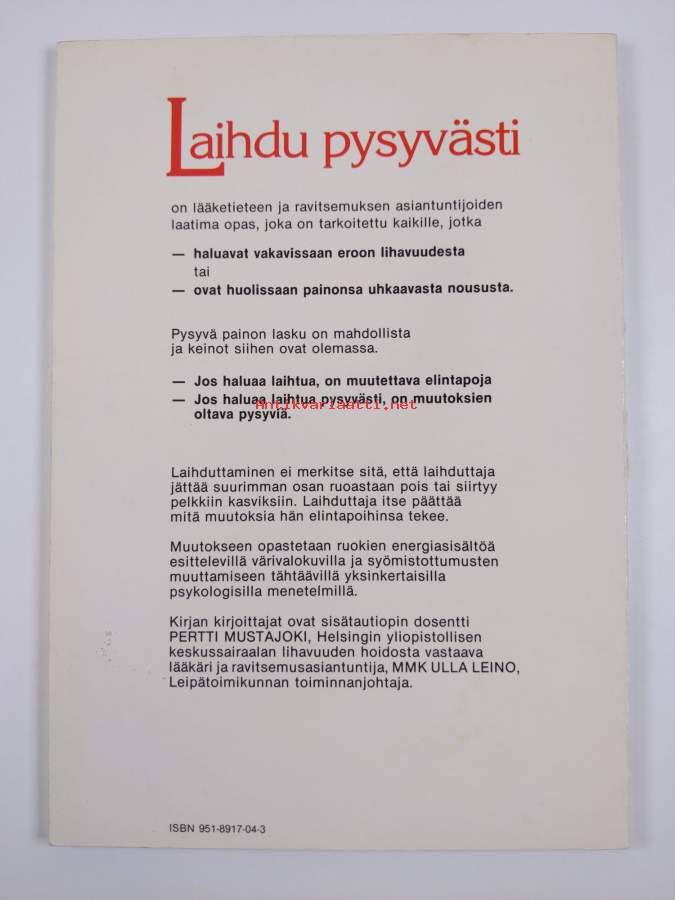 Laihdu pysyvästi
on lääketieteen ja ravitsemuksen asiantuntijoiden
laatima opas, joka on tarkoitettu kaikille, jotka
— haluavat vakavissaan eroon lihavuudesta
tai
— ovat huolissaan painonsa uhkaavasta noususta.
Pysyvä painon lasku on mahdollista
ja keinot siihen ovat olemassa.
— Jos haluaa laihtua, on muutettava elintapoja
— Jos haluaa laihtua pysyvästi, on muutoksien
Antikvariaatti.net
oltava pysyviä.
Laihduttaminen ei merkitse sitä, että laihduttaja
jättää suurimman osan ruoastaan pois tai siirtyy
pelkkiin kasviksiin. Laihduttaja itse päättää
mitä muutoksia hän elintapoihinsa tekee.
Muutokseen opastetaan ruokien energiasisältöä
esittelevillä värivalokuvilla ja syömistottumusten
muuttamiseen tähtäävillä yksinkertaisilla
psykologisilla menetelmillä.
Kirjan kirjoittajat ovat sisätautiopin dosentti
PERTTI MUSTAJOKI, Helsingin yliopistollisen
keskussairaalan lihavuuden hoidosta vastaava
lääkäri ja ravitsemusasiantuntija, MMK ULLA LEINO,
Leipätoimikunnan toiminnanjohtaja.
ISBN 951-8917-04-3